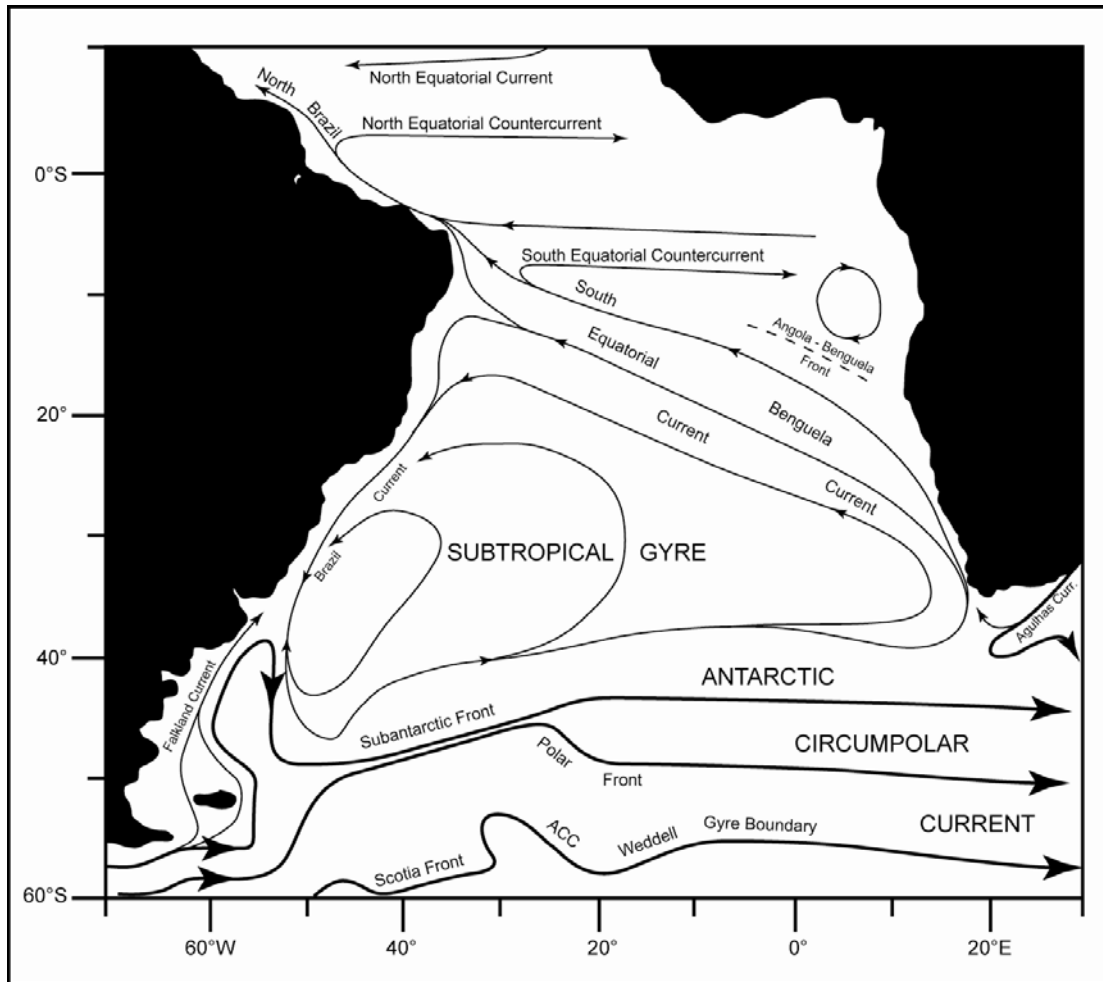 North Equatorial Current
North
Brazil
North Equatorial Countercurrent
0°S
South Equatorial Countercurrent
South
Angola - Benguela
Front
Equatorial
Benguela
20°
Current
Current
Current
SUBTROPICAL GYRE
Brazil
Agulhas Curr.
40°
ANTARCTIC
Falkland Current
Subantarctic Front
CIRCUMPOLAR
Polar
Front
CURRENT
ACC
Weddell
Gyre Boundary
Scotia Front
60°S
60°W 40° 20° 0° 20°E